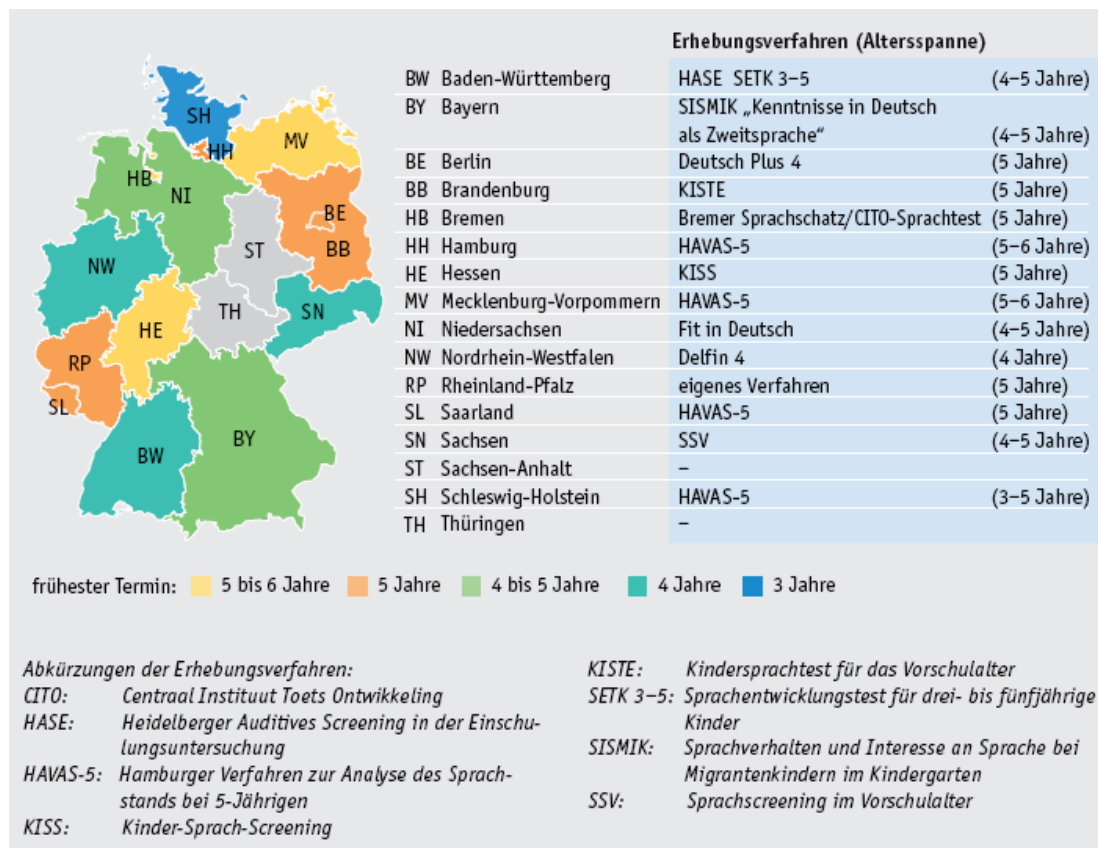 Erhebungsverfahren (Altersspanne)
BW Baden-Württemberg HASE SETK 3–5 (4–5 Jahre)
BY Bayern SISMIK „Kenntnisse in Deutsch
als Zweitsprache“ (4–5 Jahre)
BE Berlin Deutsch Plus 4 (5 Jahre)
BB Brandenburg KISTE (5 Jahre)
HB Bremen Bremer Sprachschatz/CITO-Sprachtest (5 Jahre)
HH Hamburg HAVAS-5 (5–6 Jahre)
HE Hessen KISS (5 Jahre)
MV Mecklenburg-Vorpommern HAVAS-5 (5–6 Jahre)
NI Niedersachsen Fit in Deutsch (4–5 Jahre)
NW Nordrhein-Westfalen Delfin 4 (4 Jahre)
RP Rheinland-Pfalz eigenes Verfahren (5 Jahre)
SL Saarland HAVAS-5 (5 Jahre)
SN Sachsen SSV (4–5 Jahre)
ST Sachsen-Anhalt –
SH Schleswig-Holstein HAVAS-5 (3–5 Jahre)
TH Thüringen –
SH
HH
MV
HB
NI
BE
BB
ST
NW
TH
SN
HE
RP
SL
BW
BY
frühester Termin: 5 bis 6 Jahre 5 Jahre 4 bis 5 Jahre 4 Jahre 3 Jahre
Abkürzungen der Erhebungsverfahren:
CITO: Centraal Instituut Toets Ontwikkeling
HASE: Heidelberger Auditives Screening in der Einschu-
lungsuntersuchung
HAVAS-5: Hamburger Verfahren zur Analyse des Sprach-
stands bei 5-Jährigen
KISS: Kinder-Sprach-Screening
KISTE: Kindersprachtest für das Vorschulalter
SETK 3–5: Sprachentwicklungstest für drei- bis fünfjährige
Kinder
SISMIK: Sprachverhalten und Interesse an Sprache bei
Migrantenkindern im Kindergarten
SSV: Sprachscreening im Vorschulalter